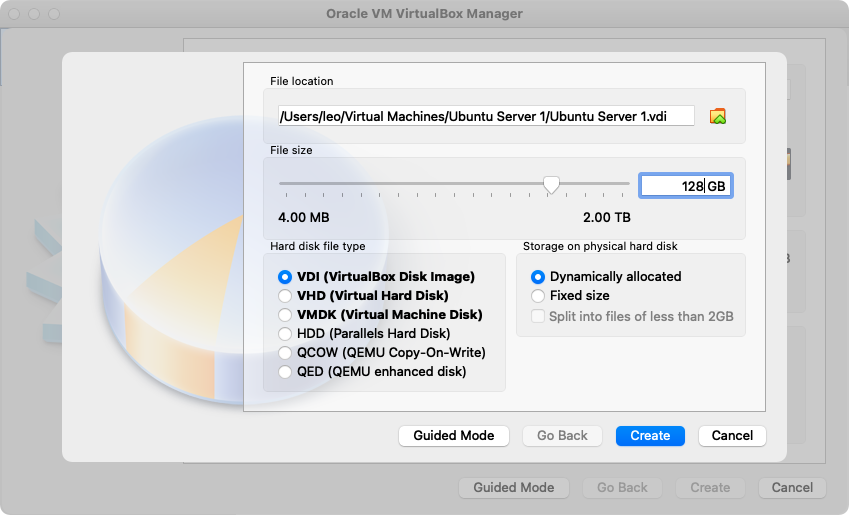 Oracle VM VirtualBox Manager
File location
/Users/leo/Virtual Machines/Ubuntu Server 1/Ubuntu Server 1.vdi
File size
128 GB
4.00 MB 2.00 TB
Hard disk file type
VDI (VirtualBox Disk Image)
VHD (Virtual Hard Disk)
VMDK (Virtual Machine Disk)
HDD (Parallels Hard Disk)
QCOW (QEMU Copy-On-Write)
QED (QEMU enhanced disk)
Storage on physical hard disk
Dynamically allocated
Fixed size
Split into files of less than 2GB
Guided Mode Go Back Create Cancel
Guided Mode Go Back Create Cancel